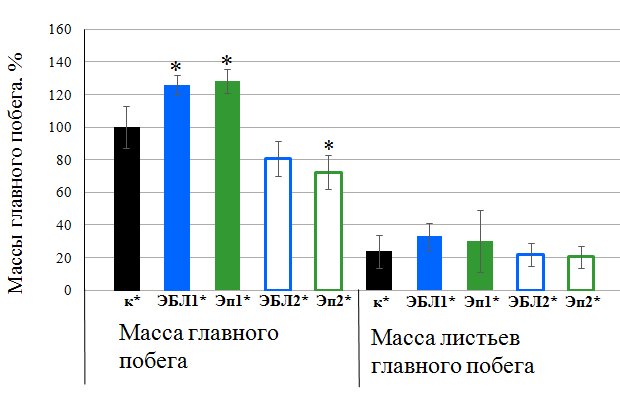 Массы главного побега. %
160
140
120
100
80
60
40
20
0
*
*
*
к* ЭБЛ1* Эп1* ЭБЛ2* Эп2* к* ЭБЛ1* Эп1* ЭБЛ2* Эп2*
Масса главного
побега
Масса листьев
главного побега